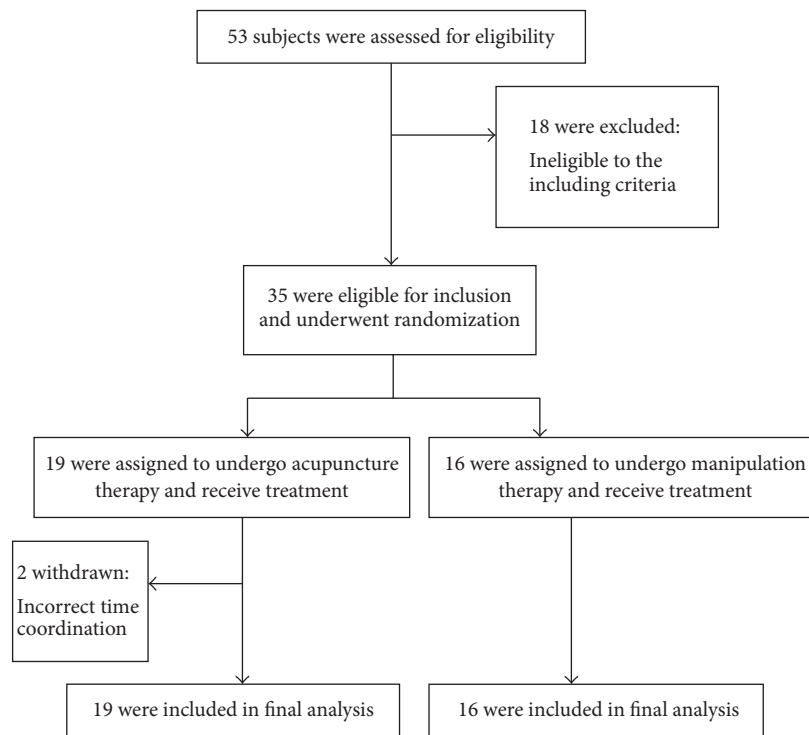 53 subjects were assessed for eligibility
18 were excluded:
Ineligible to the
including criteria
35 were eligible for inclusion
and underwent randomization
19 were assigned to undergo acupuncture
therapy and receive treatment
16 were assigned to undergo manipulation
therapy and receive treatment
2 withdrawn:
Incorrect time
coordination
19 were included in final analysis
16 were included in final analysis